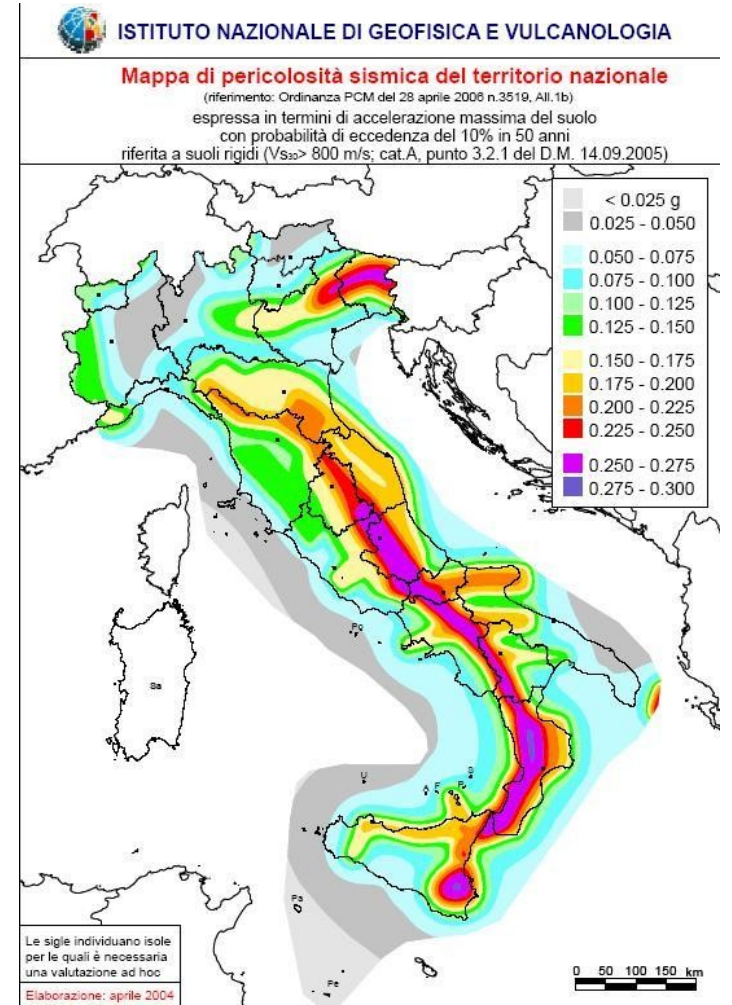 ISTITUTO NAZIONALE DI GEOFISICA E VULCANOLOGIA
Mappa di pericolosità sismica del territorio nazionale
(riferimento: Ordinanza PCM del 28 aprile 2006 n.3519, All.1b)
espressa in termini di accelerazione massima del suolo
con probabilità di eccedenza del 10% in 50 anni
riferita a suoli rigidi (Vs30> 800 m/s; cat.A, punto 3.2.1 del D.M. 14.09.2005)
< 0.025 g
0.025 - 0.050
0.050 - 0.075
0.075 - 0.100
0.100 - 0.125
0.125 - 0.150
0.150 - 0.175
0.175 - 0.200
0.200 - 0.225
0.225 - 0.250
0.250 - 0.275
0.275 - 0.300
Sa
U
A
F
S
Pa
Pe
Le sigle individuano isole
per le quali è necessaria
una valutazione ad hoc
Elaborazione: aprile 2004
0 50 100 150 km